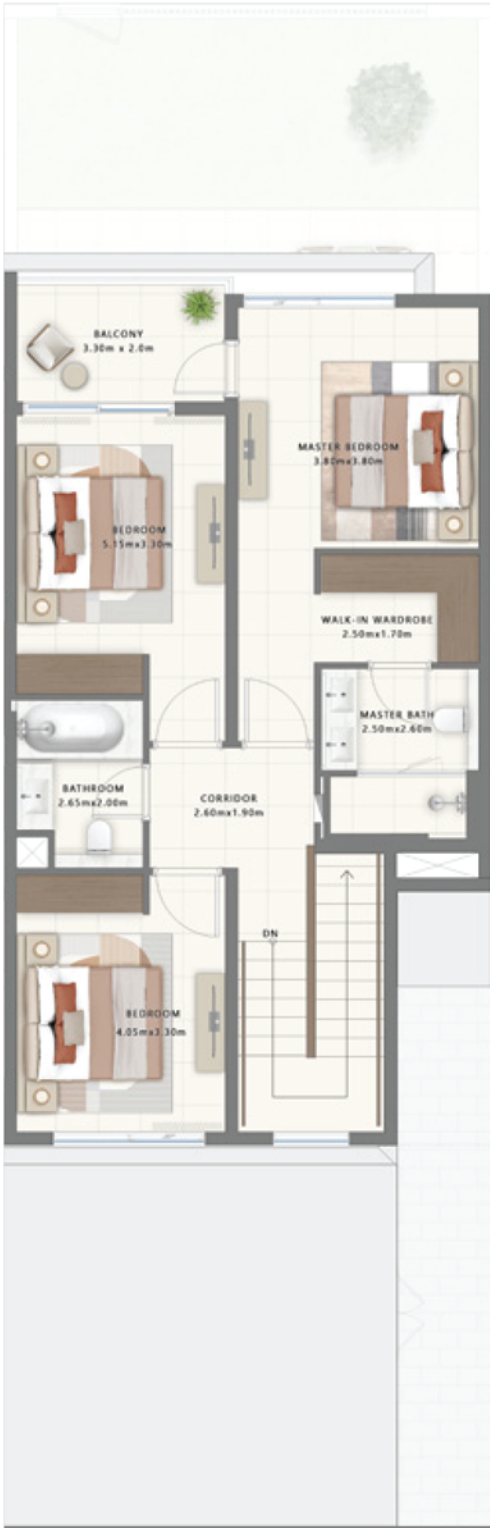 BALCONY
3.30m x 2.0m
MASTER BEDROOM
3.80mx3.80m
BEDROOM
5.15mx3.30m
WALK-IN WARDROBE
2.50mx1.70m
MASTER BATH
2.50mx2.60m
BATHROOM
2.65mx2.00m
CORRIDOR
2.60mx1.90m
DN
BEDROOM
4.05mx3.30m